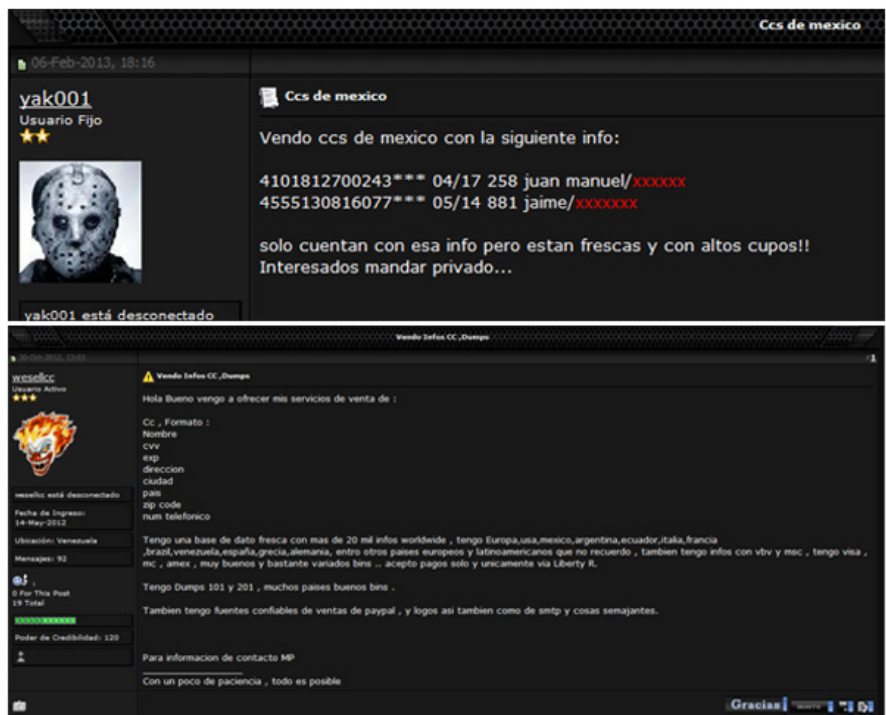 Ccs de mexico
06-Feb-2013, 18:16
yak001
Usuario Fijo
yak001 está desconectado
Ccs de mexico
Vendo ccs de mexico con la siguiente info:
4101812700243*** 04/17 258 juan manuel/xxxxxx
4555130816077*** 05/14 881 jaime/xxxxxxx
solo cuentan con esa info pero estan frescas y con altos cupos!!
Interesados mandar privado...
Vendo Infos CC ,Dumps
#1
wesellcc
Usuario Activo
wesellcc está desconectado
Fecha de Ingreso:
14-May-2012
Ubicación: Venezuela
Mensajes: 92
0 For This Post
19 Total
Poder de Credibilidad: 120
Vendo Infos CC ,Dumps
Hola Bueno vengo a ofrecer mis servicios de venta de :
Cc , Formato :
Nombre
cvv
exp
direccion
ciudad
pais
zip code
num telefonico
Tengo una base de dato fresca con mas de 20 mil infos worldwide , tengo Europa,usa,mexico,argentina,ecuador,italia,francia
,brazil,venezuela,españa,grecia,alemania, entro otros paises europeos y latinoamericanos que no recuerdo , tambien tengo infos con vbv y msc , tengo visa ,
mc , amex , muy buenos y bastante variados bins .. acepto pagos solo y unicamente via Liberty R.
Tengo Dumps 101 y 201 , muchos paises buenos bins .
Tambien tengo fuentes confiables de ventas de paypal , y logos asi tambien como de smtp y cosas semajantes.
Para informacion de contacto MP
Con un poco de paciencia , todo es posible
Gracias